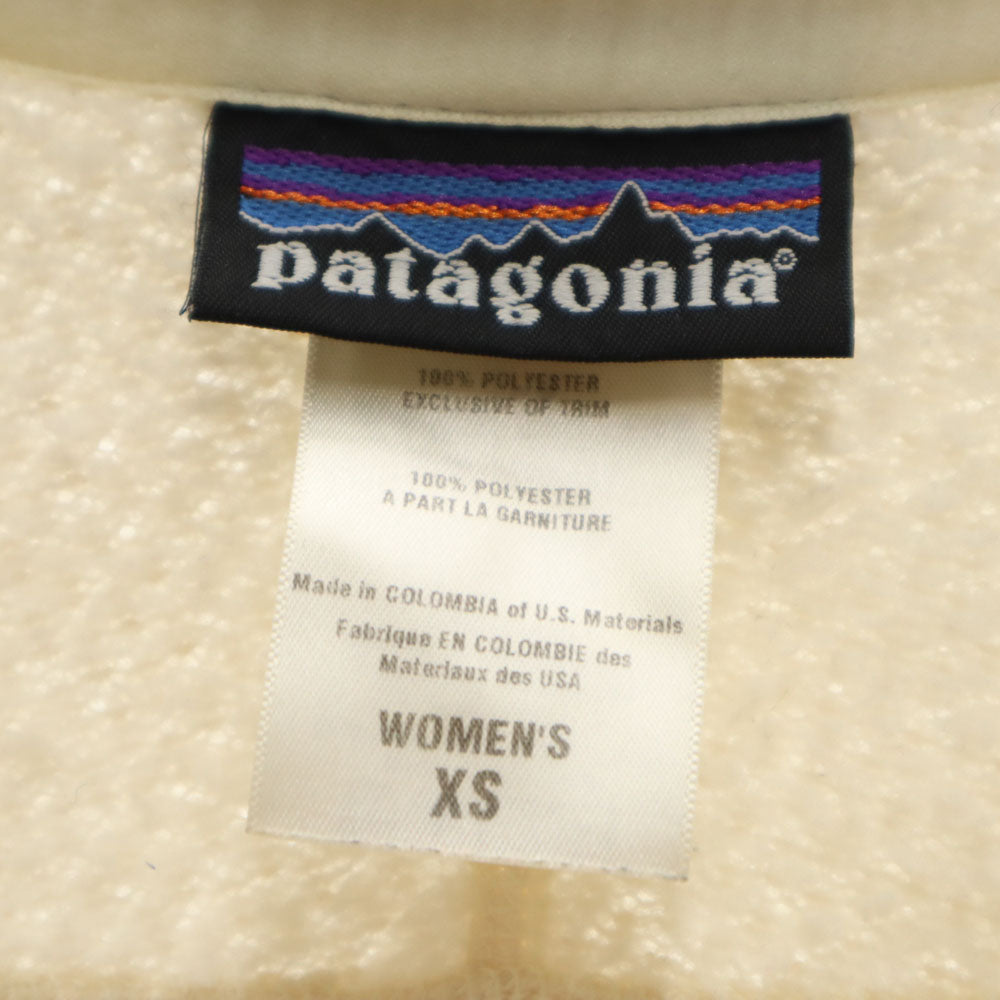 patagonia®
100% POLYESTER
EXCLUSIVE OF TRIM
100% POLYESTER
A PART LA GARNITURE
Made in COLOMBIA of U.S. Materials
Fabrique EN COLOMBIE des
Materiaux des USA
WOMEN'S
XS